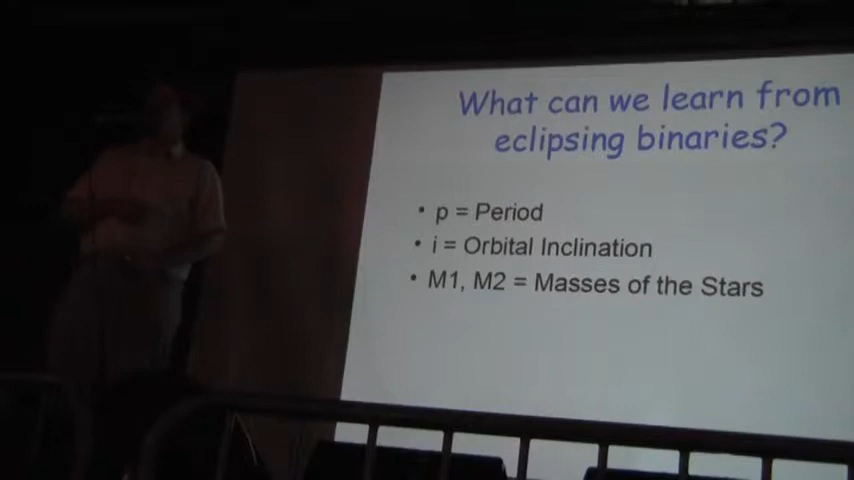 What can we learn from
eclipsing binaries?
• p = Period
• i = Orbital Inclination
• M1, M2 = Masses of the Stars